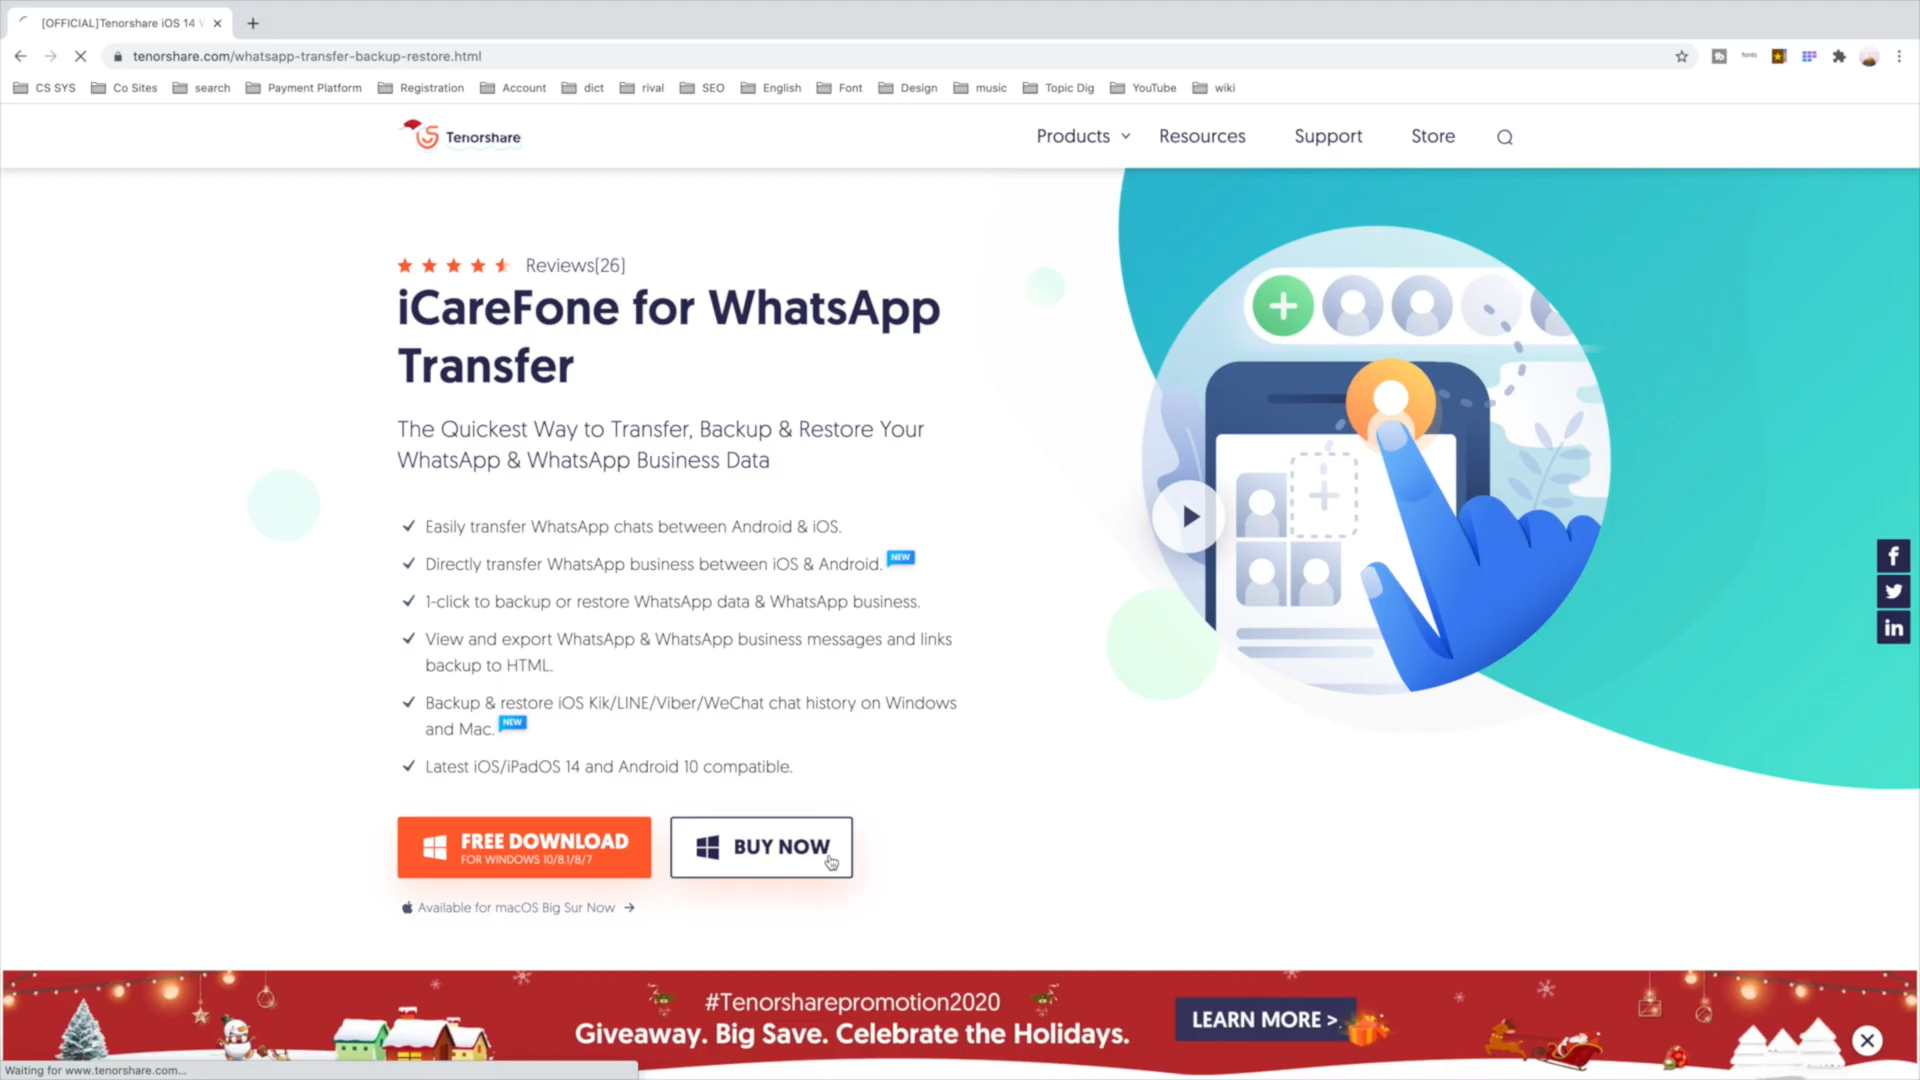 [OFFICIAL]Tenorshare iOS 14
tenorshare.com/whatsapp-transfer-backup-restore.html
fonts
CS SYS Co Sites search Payment Platform Registration Account dict rival SEO English Font Design music Topic Dig YouTube wiki
Tenorshare Products Resources Support Store
Reviews[26]
iCareFone for WhatsApp
Transfer
The Quickest Way to Transfer, Backup & Restore Your
WhatsApp & WhatsApp Business Data
Easily transfer WhatsApp chats between Android & iOS.
Directly transfer WhatsApp business between iOS & Android. NEW
1-click to backup or restore WhatsApp data & WhatsApp business.
View and export WhatsApp & WhatsApp business messages and links
backup to HTML.
Backup & restore iOS Kik/LINE/Viber/WeChat chat history on Windows
and Mac. NEW
Latest iOS/iPadOS 14 and Android 10 compatible.
FREE DOWNLOAD
FOR WINDOWS 10/8.1/8/7
BUY NOW
Available for macOS Big Sur Now →
#Tenorsharepromotion2020
Giveaway. Big Save. Celebrate the Holidays.
LEARN MORE >
Waiting for www.tenorshare.com...